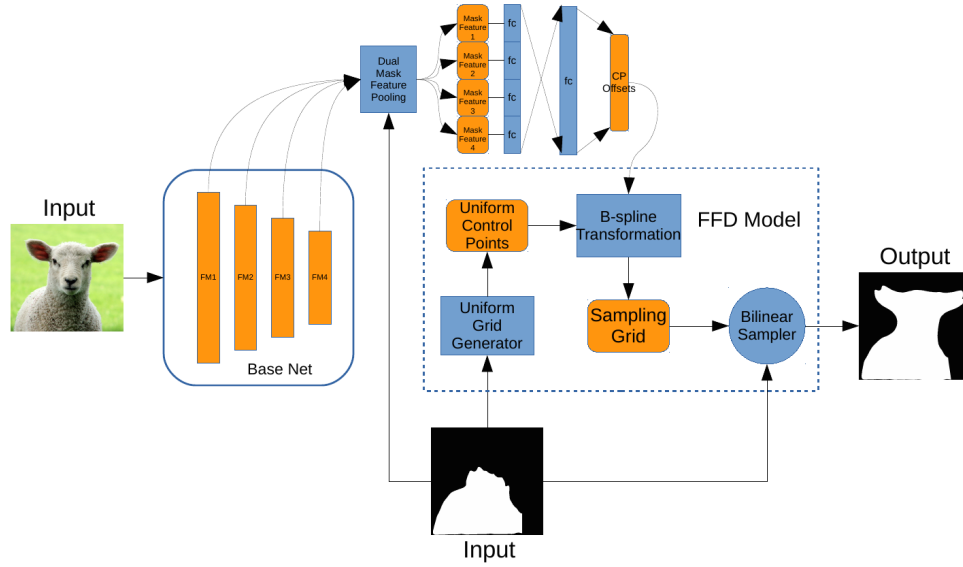 Mask
Feature
1
fc
Mask
Feature
2
fc
Mask
Feature
3
fc
Mask
Feature
4
fc
fc
CP
Offsets
Dual
Mask
Feature
Pooling
Input
FM1
FM2
FM3
FM4
Base Net
Uniform
Control
Points
B-spline
Transformation
FFD Model
Uniform
Grid
Generator
Sampling
Grid
Bilinear
Sampler
Output
Input